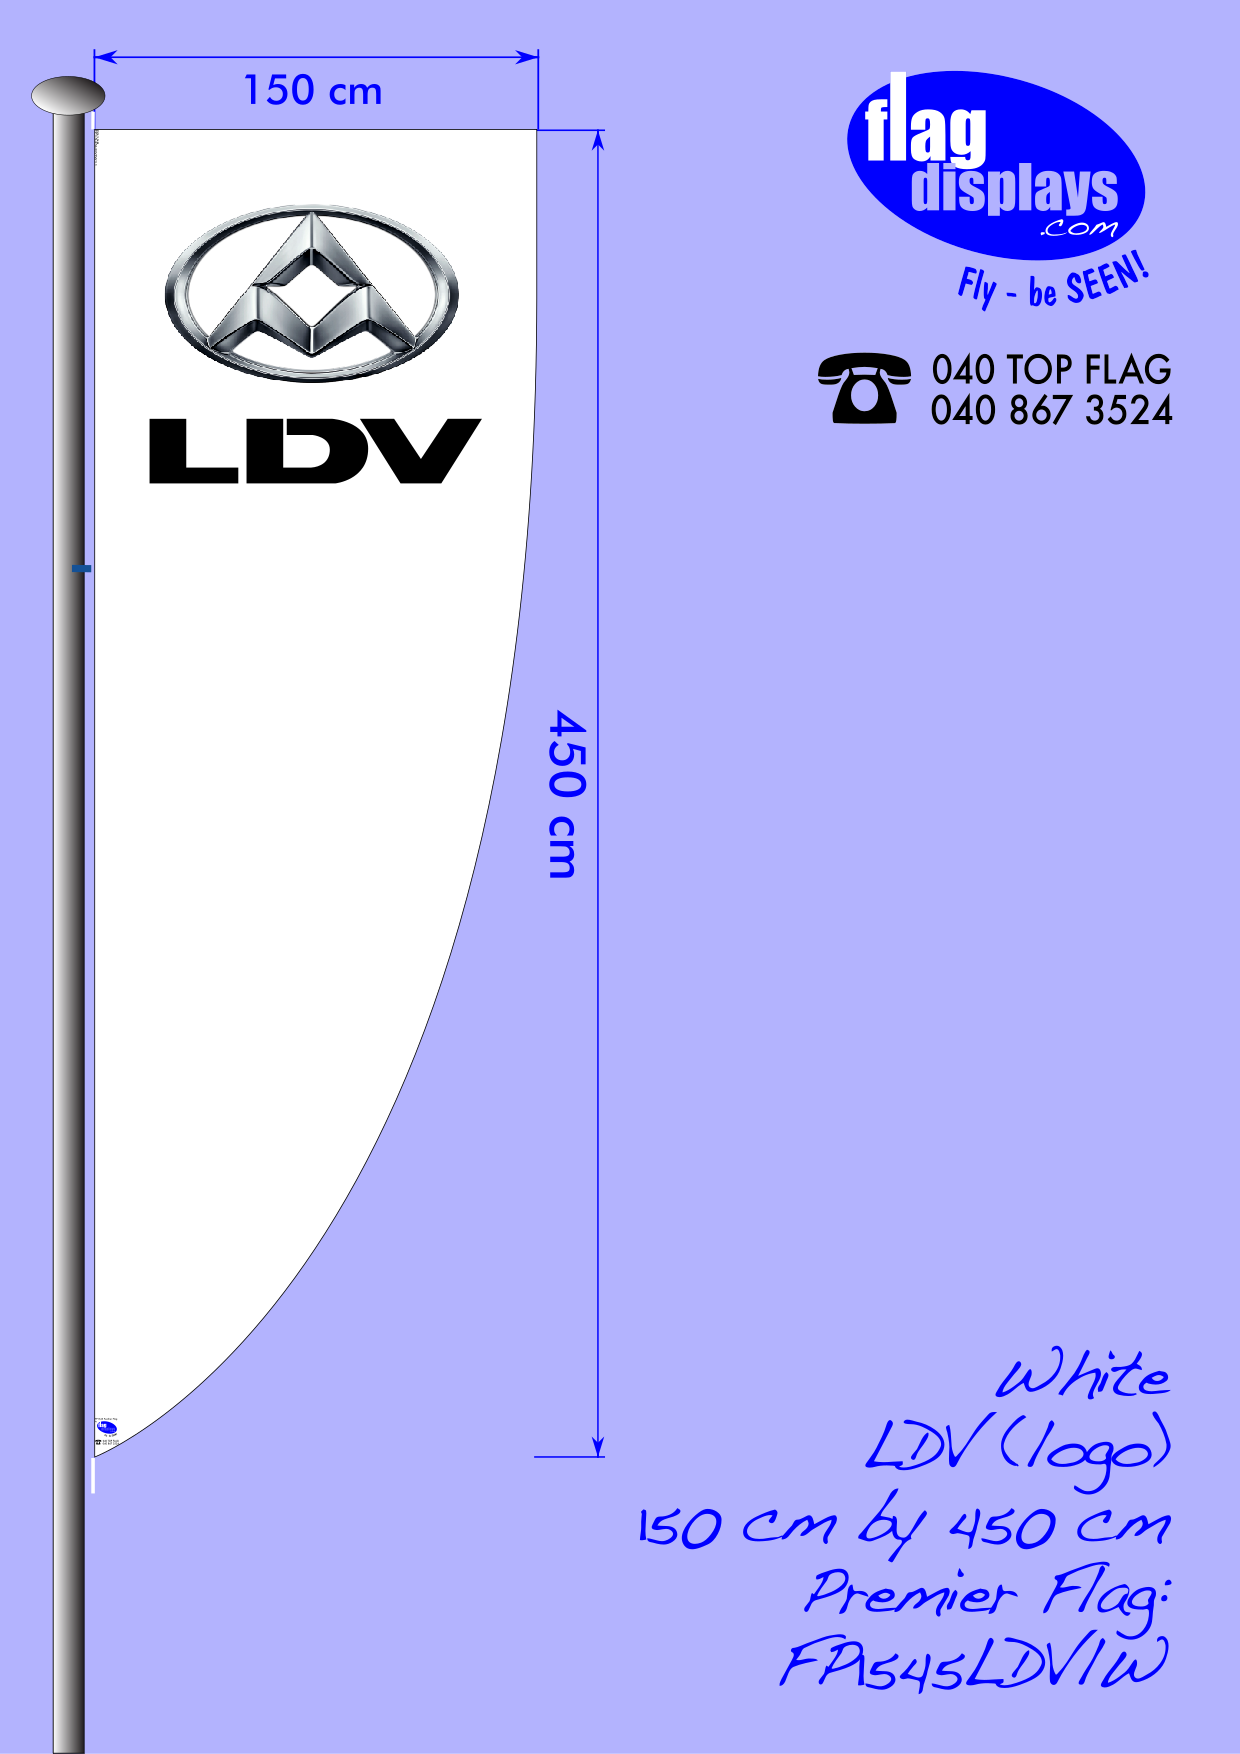 150 cm
flag
displays
.com
Fly - be SEEN!
040 TOP FLAG
040 867 3524
LDV
450 cm
White
LDV (logo)
150 cm by 450 cm
Premier Flag:
FP1545LDV1W